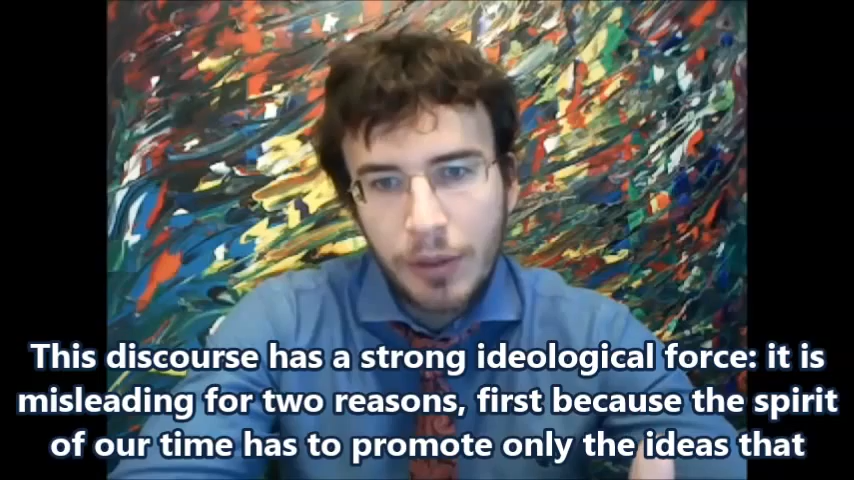 This discourse has a strong ideological force: it is
misleading for two reasons, first because the spirit
of our time has to promote only the ideas that